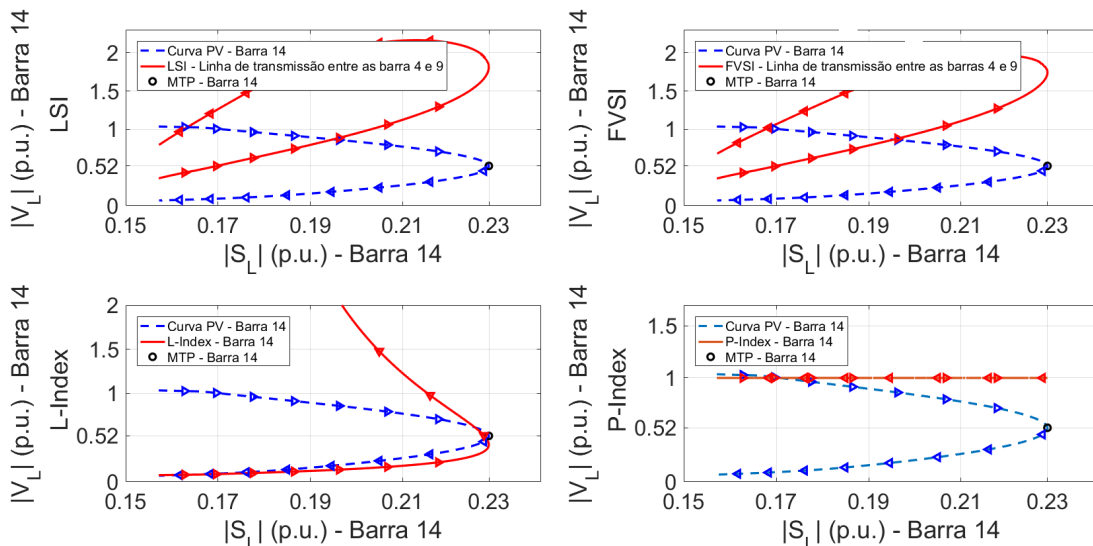 |V_L| (p.u.) - Barra 14
LSI
2
1.5
1
0.52
0
Curva PV - Barra 14
LSI - Linha de transmissão entre as barra 4 e 9
MTP - Barra 14
0.15
0.17
0.19
0.21
0.23
|S_L| (p.u.) - Barra 14
|V_L| (p.u.) - Barra 14
FVSI
2
1.5
1
0.52
0
Curva PV - Barra 14
FVSI - Linha de transmissão entre as barras 4 e 9
MTP - Barra 14
0.15
0.17
0.19
0.21
0.23
|S_L| (p.u.) - Barra 14
|V_L| (p.u.) - Barra 14
L-Index
2
1.5
1
0.52
0
Curva PV - Barra 14
L-Index - Barra 14
MTP - Barra 14
0.15
0.17
0.19
0.21
0.23
|S_L| (p.u.) - Barra 14
|V_L| (p.u.) - Barra 14
P-Index
1.5
1
0.52
0
Curva PV - Barra 14
P-Index - Barra 14
MTP - Barra 14
0.15
0.17
0.19
0.21
0.23
|S_L| (p.u.) - Barra 14